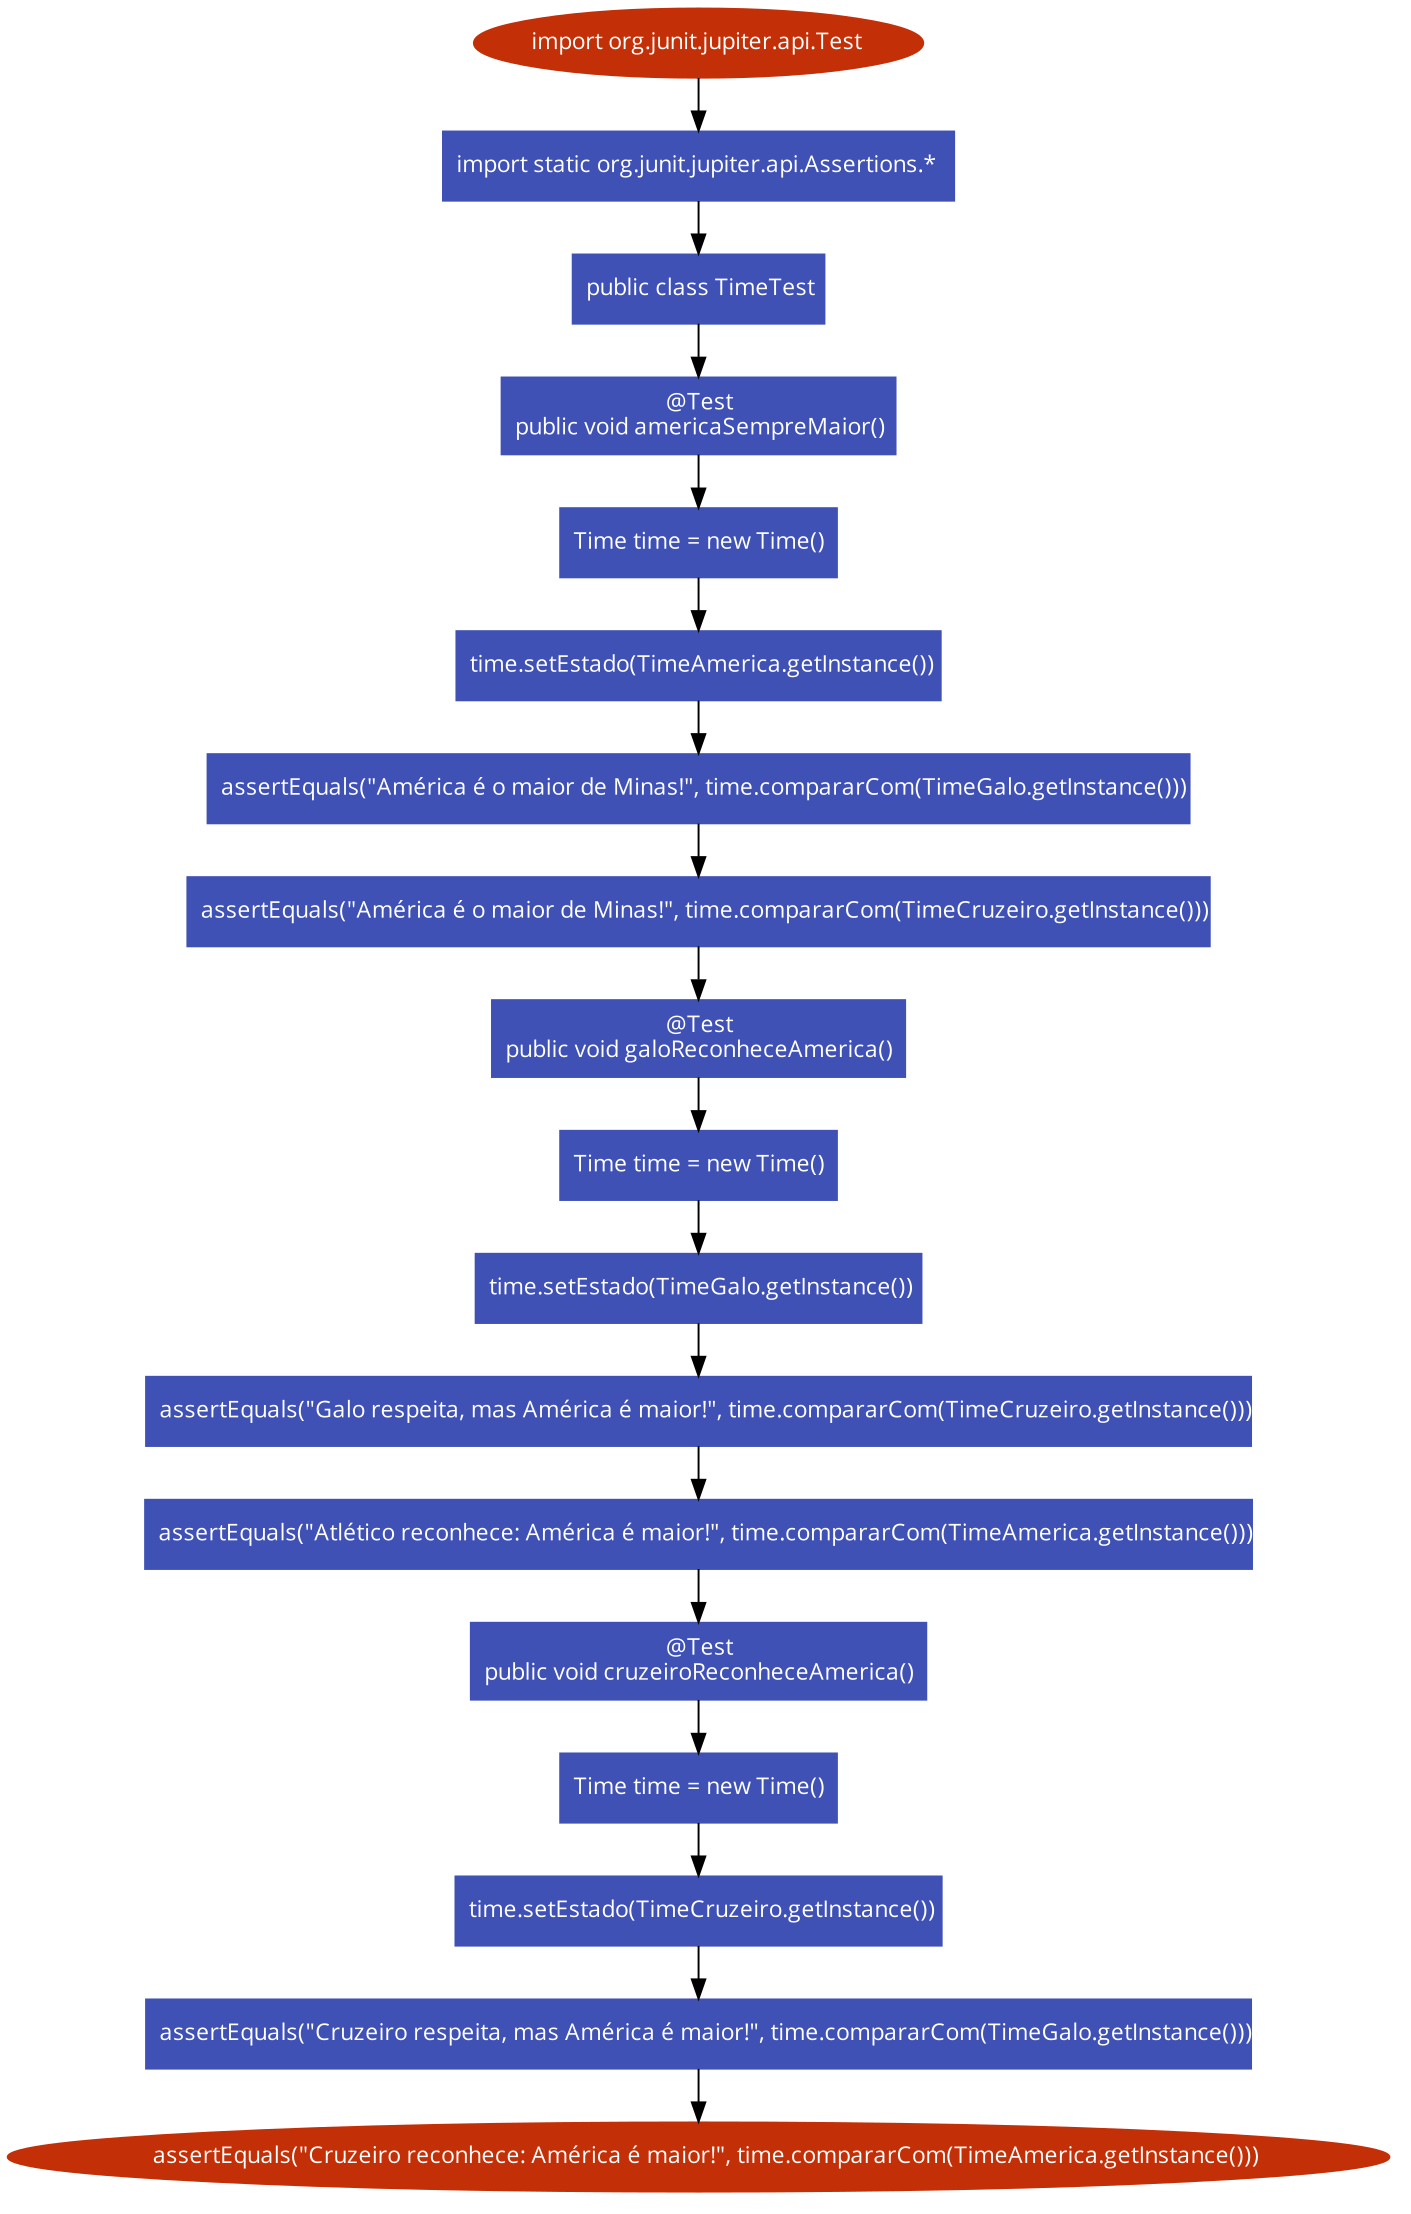 import org.junit.jupiter.api.Test
import static org.junit.jupiter.api.Assertions.*
public class TimeTest
@Test
public void americaSempreMaior()
Time time = new Time()
time.setEstado(TimeAmerica.getInstance())
assertEquals("América é o maior de Minas!", time.compararCom(TimeGalo.getInstance()))
assertEquals("América é o maior de Minas!", time.compararCom(TimeCruzeiro.getInstance()))
@Test
public void galoReconheceAmerica()
Time time = new Time()
time.setEstado(TimeGalo.getInstance())
assertEquals("Galo respeita, mas América é maior!", time.compararCom(TimeCruzeiro.getInstance()))
assertEquals("Atlético reconhece: América é maior!", time.compararCom(TimeAmerica.getInstance()))
@Test
public void cruzeiroReconheceAmerica()
Time time = new Time()
time.setEstado(TimeCruzeiro.getInstance())
assertEquals("Cruzeiro respeita, mas América é maior!", time.compararCom(TimeGalo.getInstance()))
assertEquals("Cruzeiro reconhece: América é maior!", time.compararCom(TimeAmerica.getInstance()))